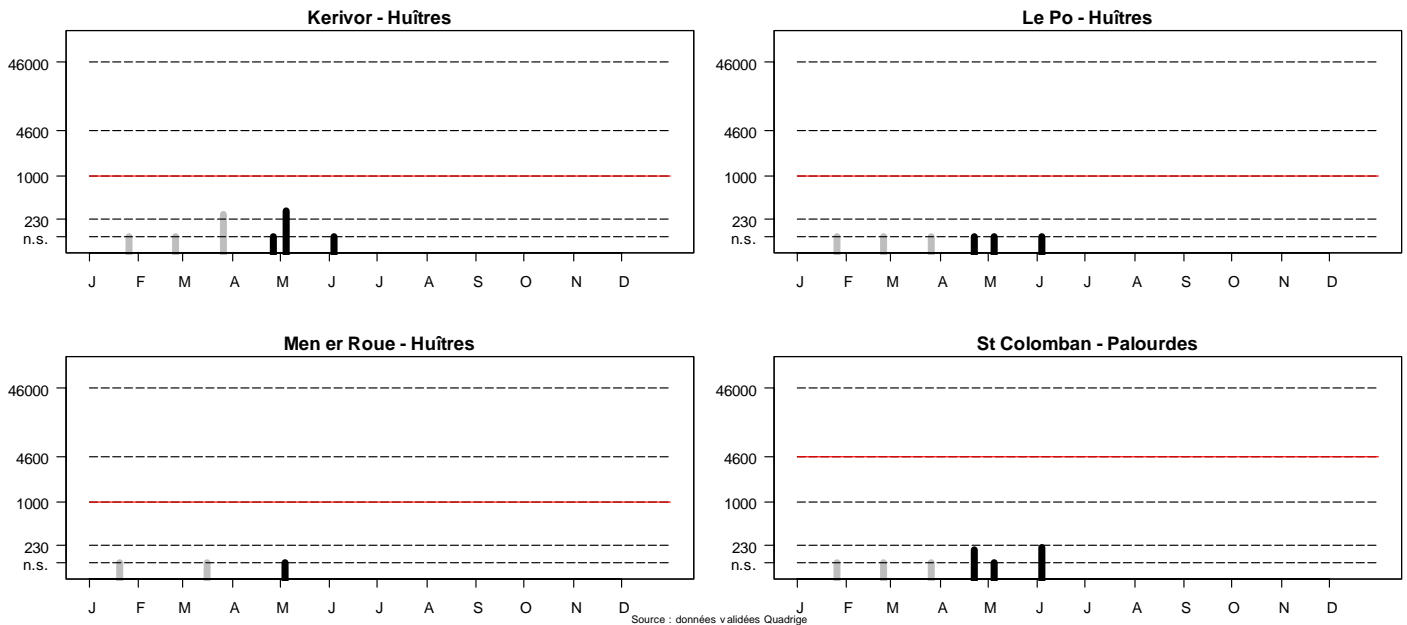 Kerivor - Huîtres
46000
4600
1000
230
n.s.
J F M A M J J A S O N D
Le Po - Huîtres
46000
4600
1000
230
n.s.
J F M A M J J A S O N D
Men er Roue - Huîtres
46000
4600
1000
230
n.s.
J F M A M J J A S O N D
St Colomban - Palourdes
46000
4600
1000
230
n.s.
J F M A M J J A S O N D
Source : données validées Quadrige